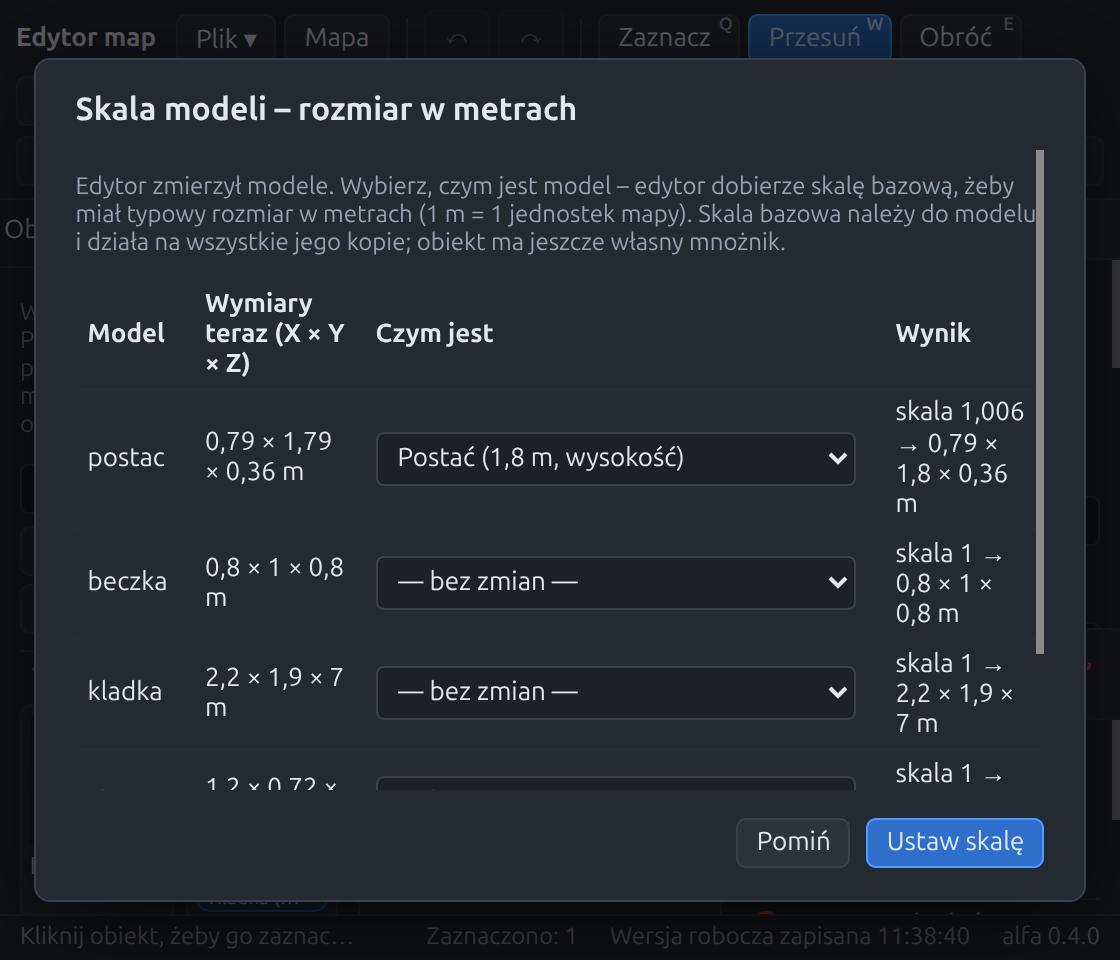 Edytor map Plik ▾ Mapa ↶ ↷ Zaznacz Q Przesuń W Obróć E
Skala modeli – rozmiar w metrach
Edytor zmierzył modele. Wybierz, czym jest model – edytor dobierze skalę bazową, żeby
miał typowy rozmiar w metrach (1 m = 1 jednostek mapy). Skala bazowa należy do modelu
i działa na wszystkie jego kopie; obiekt ma jeszcze własny mnożnik.
Wymiary
Model teraz (X × Y Czym jest Wynik
× Z)
skala 1,006
postac 0,79 × 1,79 Postać (1,8 m, wysokość) → 0,79 ×
× 0,36 m 1,8 × 0,36
m
beczka 0,8 × 1 × 0,8 — bez zmian — skala 1 →
m 0,8 × 1 ×
0,8 m
kladka 2,2 × 1,9 × 7 — bez zmian — skala 1 →
m 2,2 × 1,9 ×
7 m
1,2 × 0,72 × skala 1 →
Pomiń Ustaw skalę
Kliknij obiekt, żeby go zaznac… Zaznaczono: 1 Wersja robocza zapisana 11:38:40 alfa 0.4.0